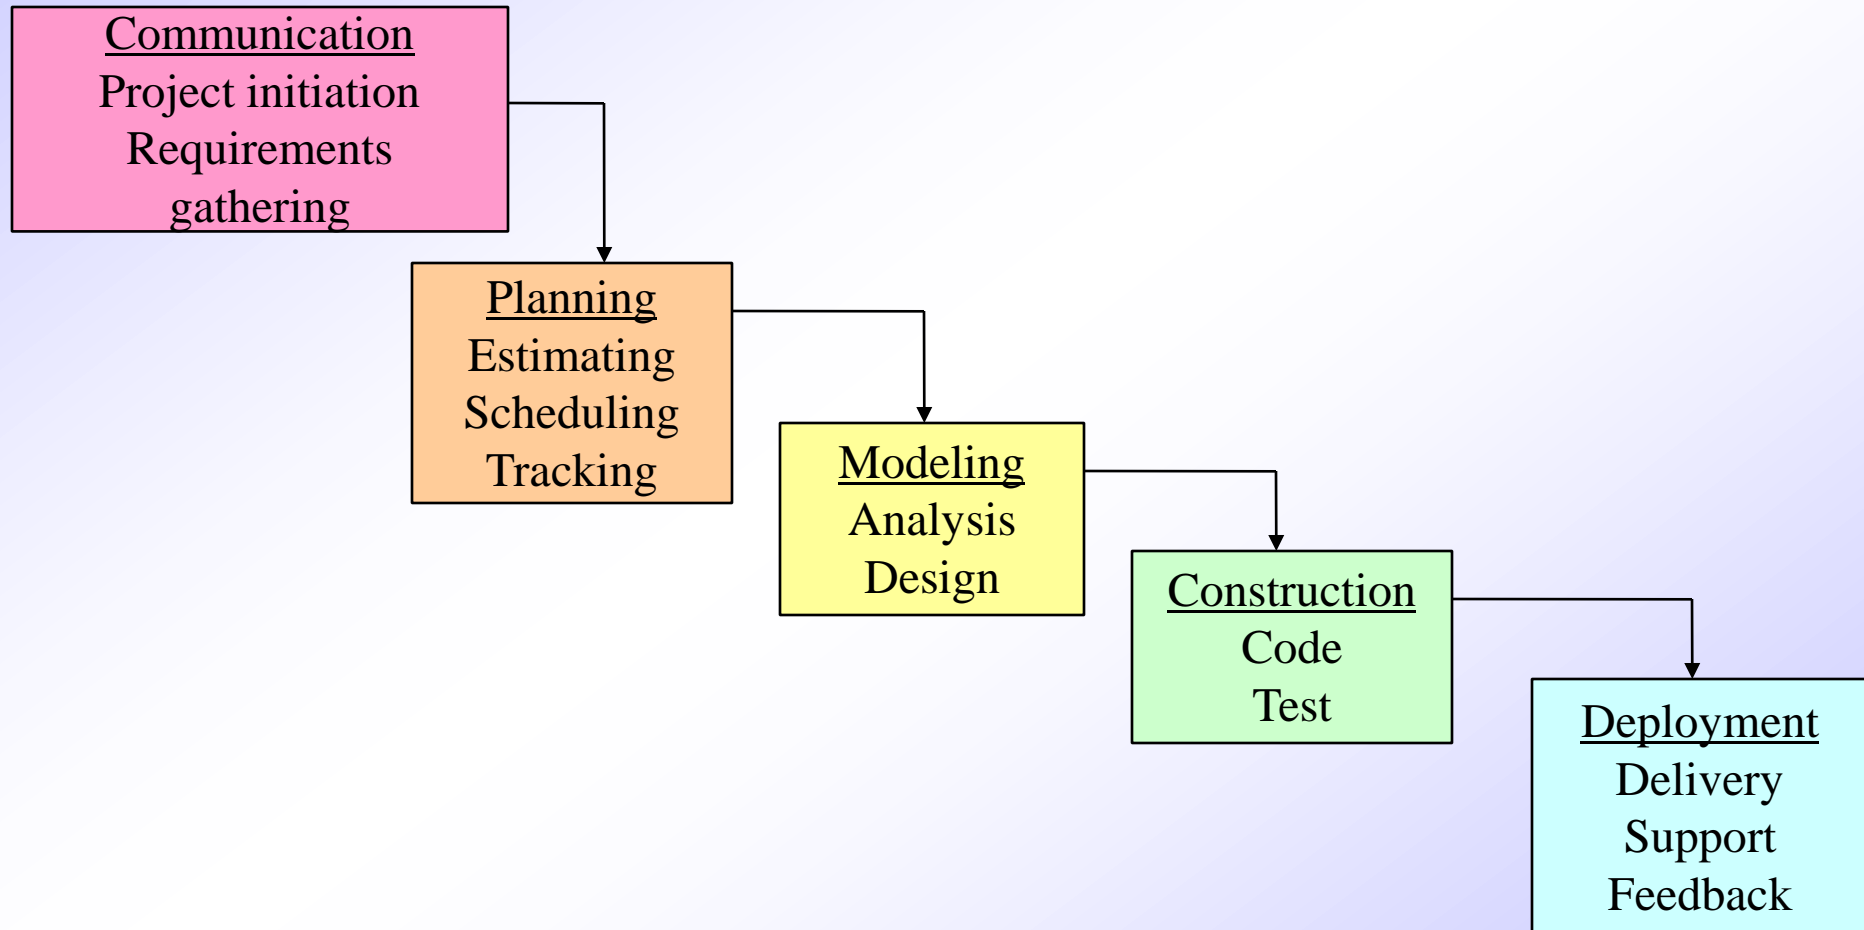 Communication
Project initiation
Requirements
gathering
Planning
Estimating
Scheduling
Tracking
Modeling
Analysis
Design
Construction
Code
Test
Deployment
Delivery
Support
Feedback